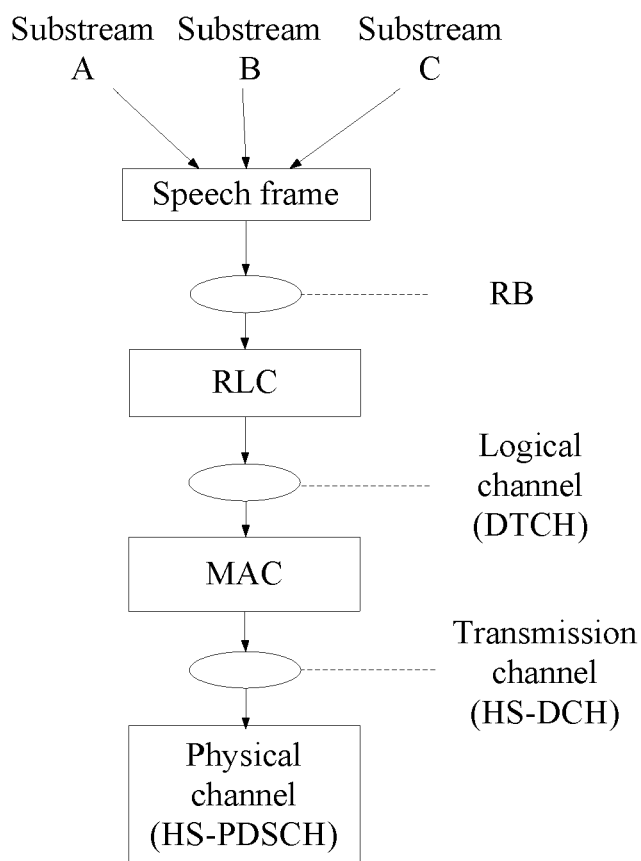 Substream
A
Substream
B
Substream
C
Speech frame
RB
RLC
Logical
channel
(DTCH)
MAC
Transmission
channel
(HS-DCH)
Physical
channel
(HS-PDSCH)